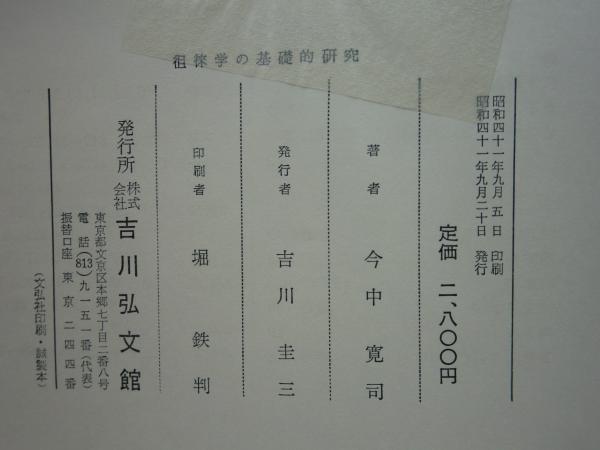 徂徠学の基礎的研究
昭和四十一年九月五日 印刷
昭和四十一年九月二十日 発行
定価 二、八〇〇円
著者 今中寛司
発行者 吉川圭三
印刷者 堀鉄判
発行所 株式会社 吉川弘文館
東京都文京区本郷七丁目二番八号
電話(813)九一五一番(代表)
振替口座東京二四四番
(文弘社印刷・誠製本)